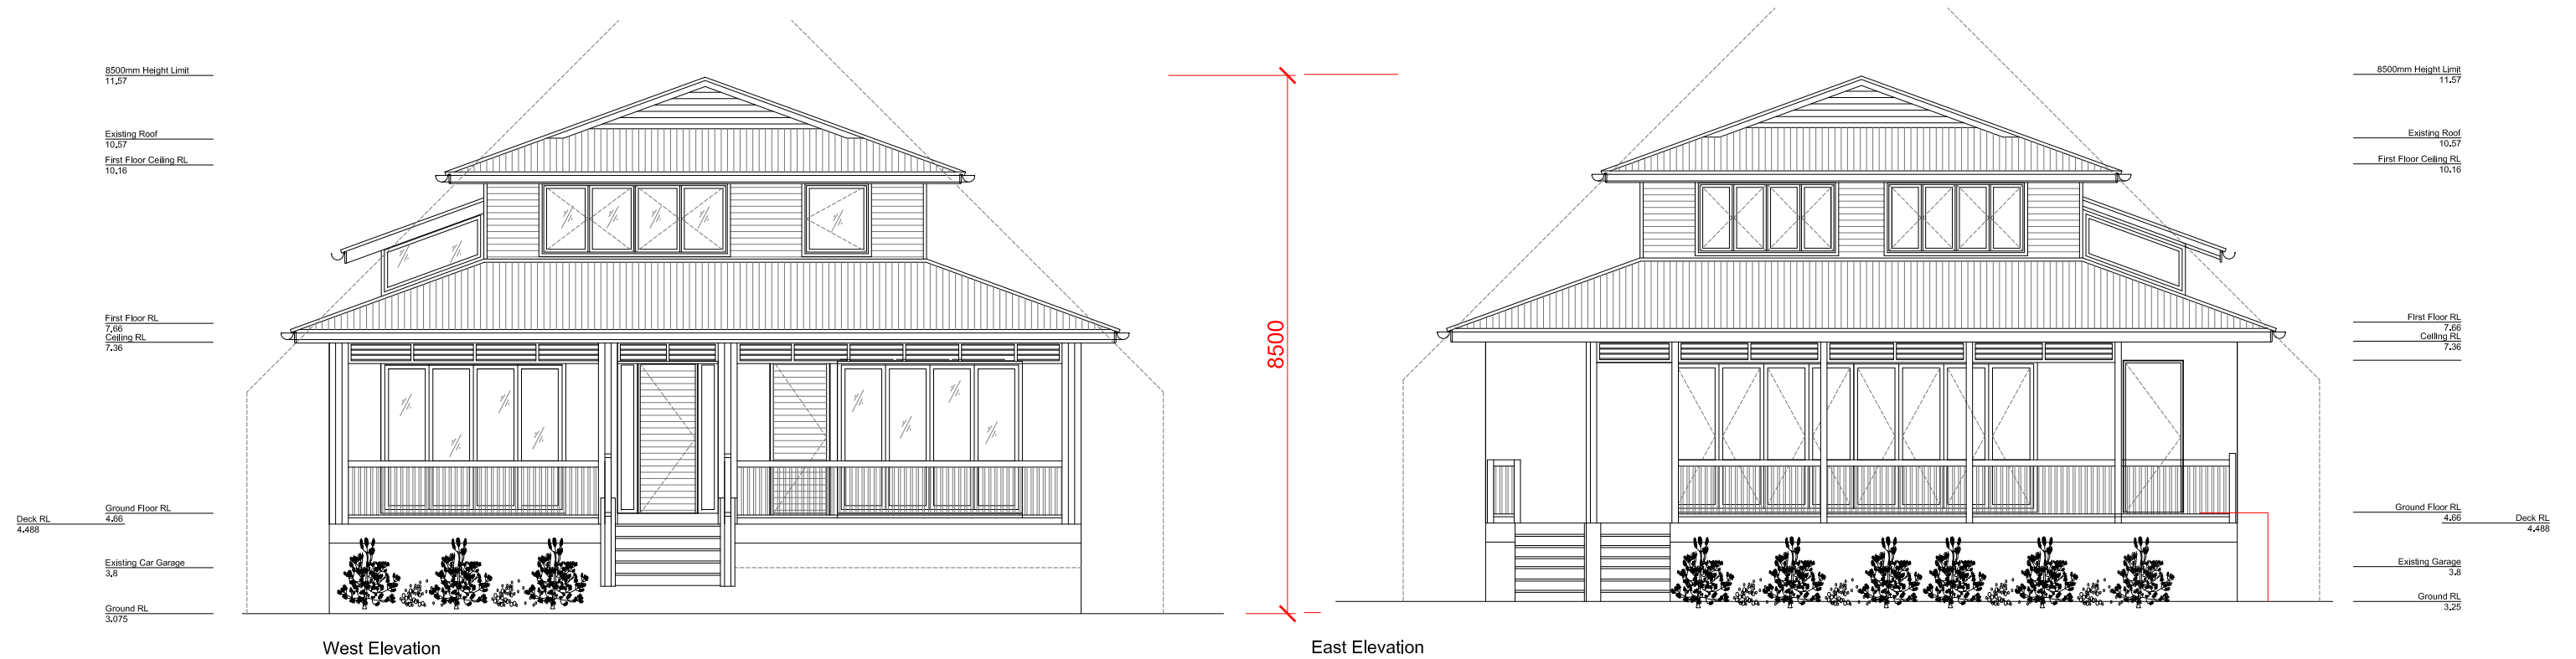 8500mm Height Limit
11.57
Existing Roof
10.57
First Floor Ceiling RL
10.16
First Floor RL
7.66
Ceiling RL
7.36
Ground Floor RL
4.66
Deck RL
4.488
Existing Car Garage
3.8
Ground RL
3.075
West Elevation
8500
8500mm Height Limit
11.57
Existing Roof
10.57
First Floor Ceiling RL
10.16
First Floor RL
7.66
Ceiling RL
7.36
Ground Floor RL
4.66
Deck RL
4.488
Existing Garage
3.8
Ground RL
3.25
East Elevation